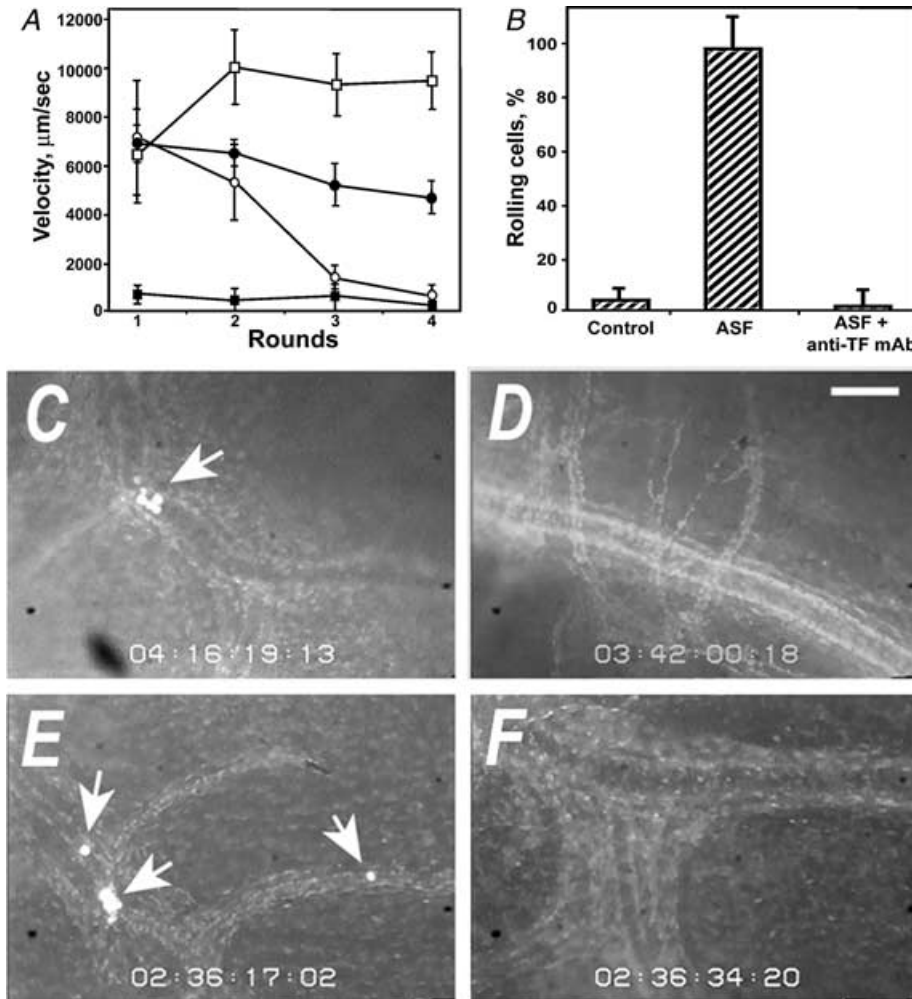 A
B
12000
10000
8000
6000
4000
2000
0
Velocity, µm/sec
1 2 3 4
Rounds
100
80
60
40
20
0
Rolling cells, %
Control ASF ASF + anti-TF mAb
C
04:16:19:13
D
03:42:00:18
E
02:36:17:02
F
02:36:34:20